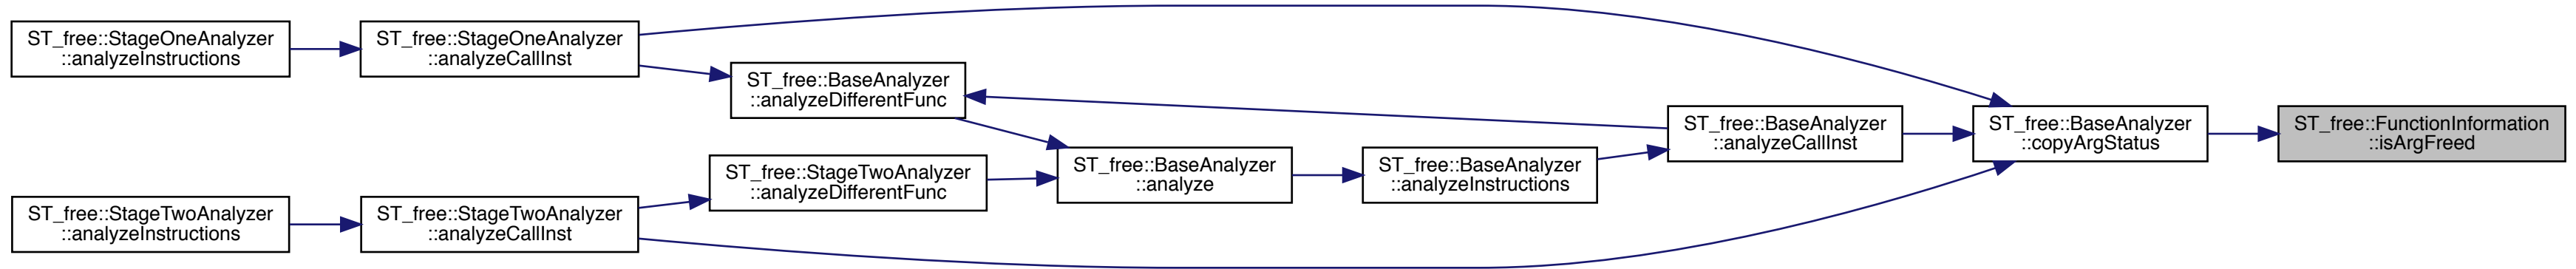 ST_free::StageOneAnalyzer
::analyzeInstructions
ST_free::StageOneAnalyzer
::analyzeCallInst
ST_free::BaseAnalyzer
::analyzeDifferentFunc
ST_free::BaseAnalyzer
::analyzeCallInst
ST_free::BaseAnalyzer
::copyArgStatus
ST_free::FunctionInformation
::isArgFreed
ST_free::StageTwoAnalyzer
::analyzeDifferentFunc
ST_free::BaseAnalyzer
::analyze
ST_free::BaseAnalyzer
::analyzeInstructions
ST_free::StageTwoAnalyzer
::analyzeInstructions
ST_free::StageTwoAnalyzer
::analyzeCallInst